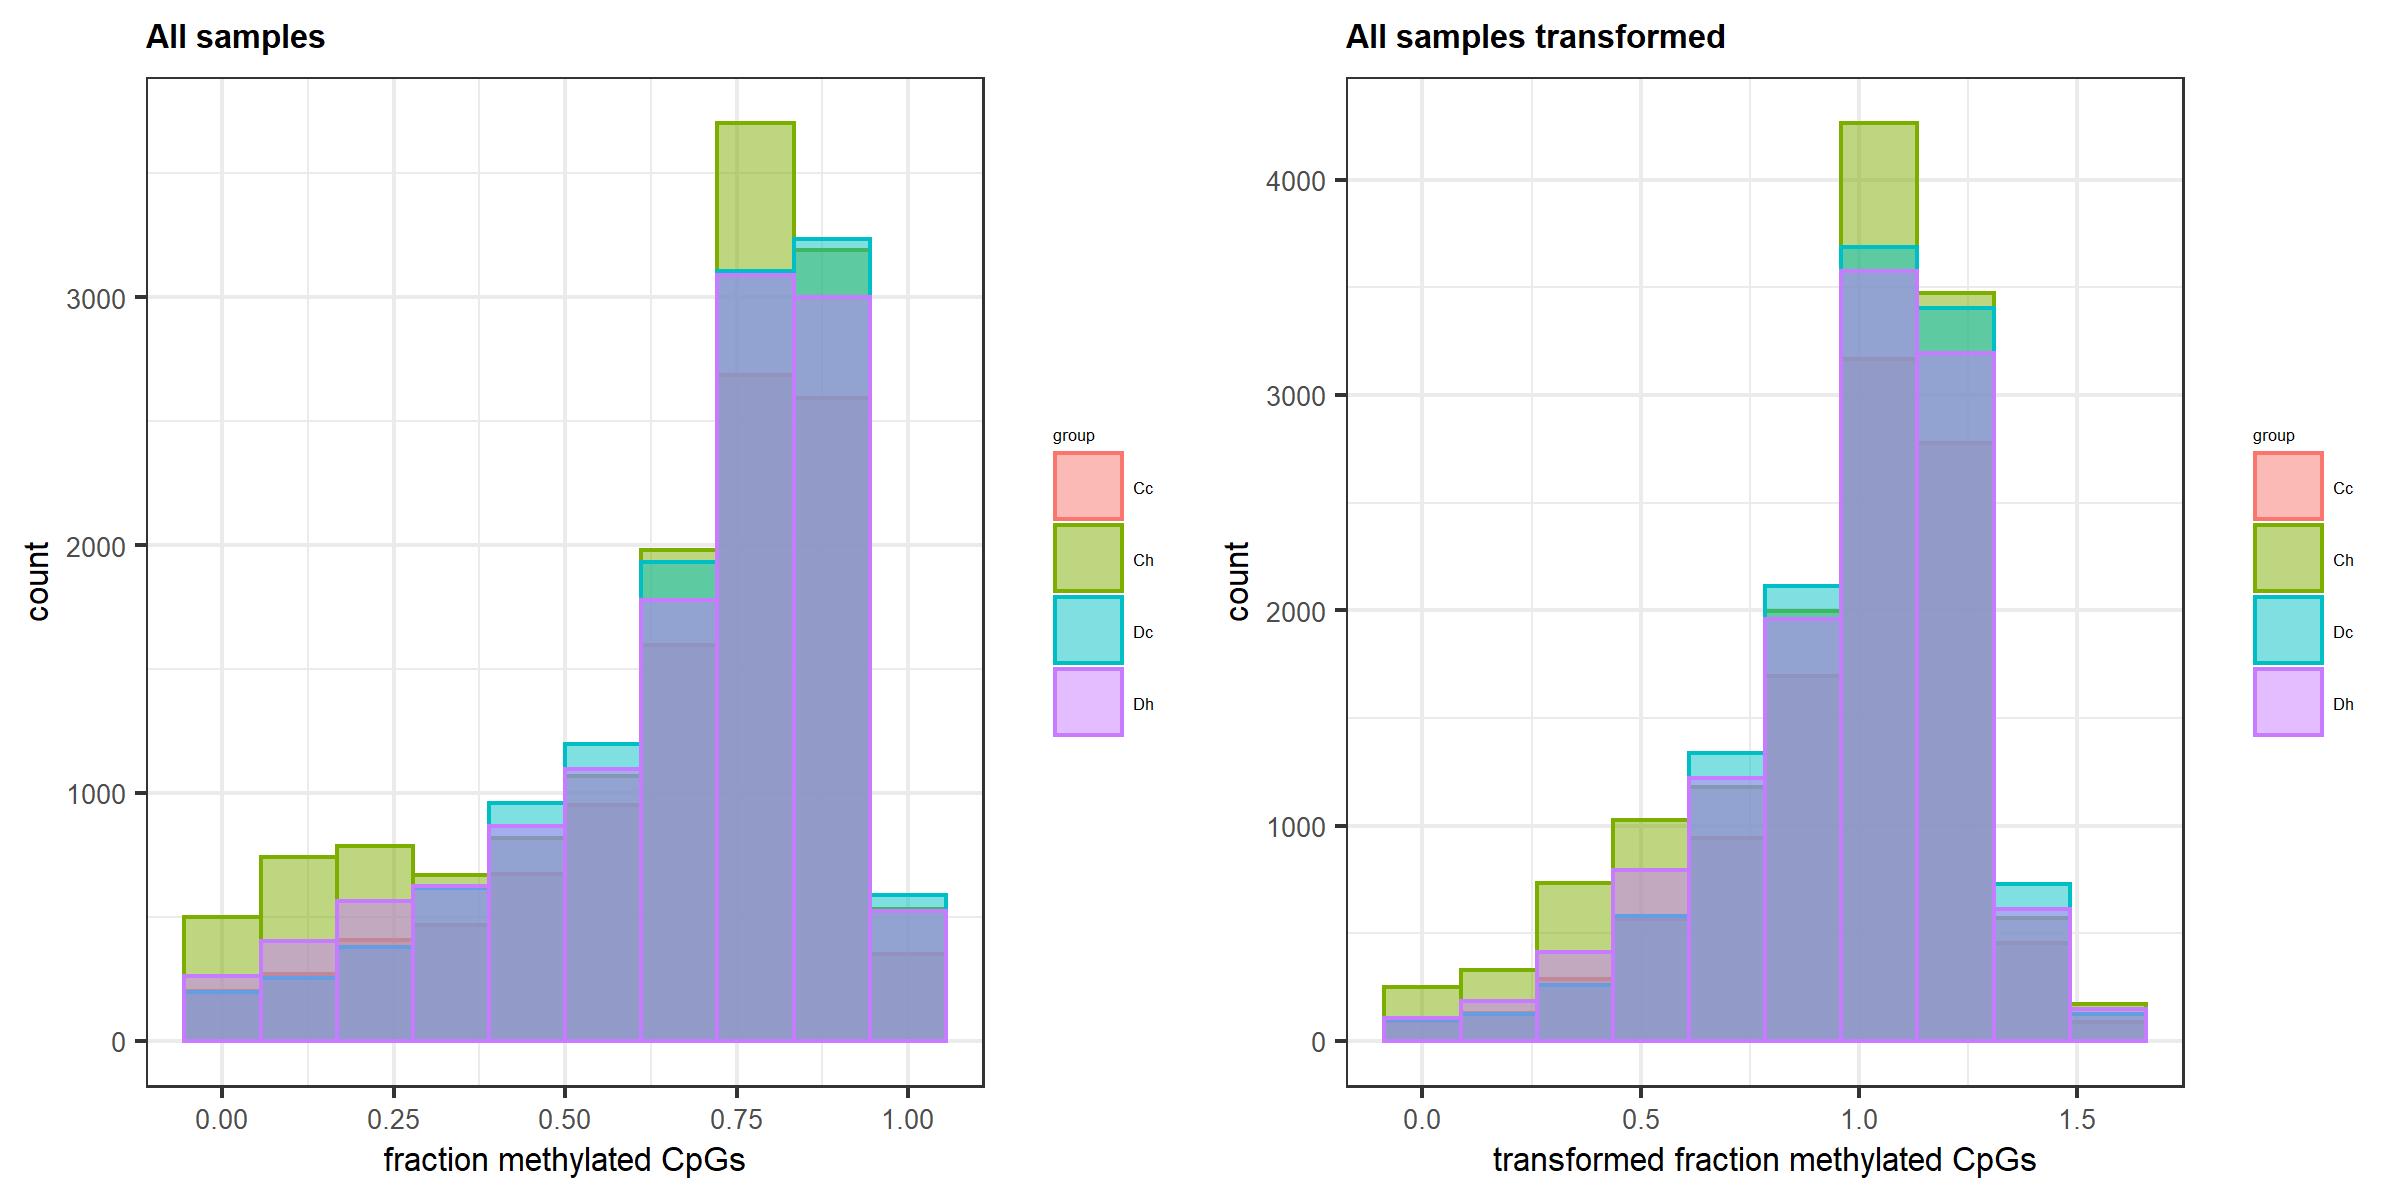 All samples
count
3000
2000
1000
0
0.00 0.25 0.50 0.75 1.00
fraction methylated CpGs
group
Cc
Ch
Dc
Dh
All samples transformed
count
4000
3000
2000
1000
0
0.0 0.5 1.0 1.5
transformed fraction methylated CpGs
group
Cc
Ch
Dc
Dh